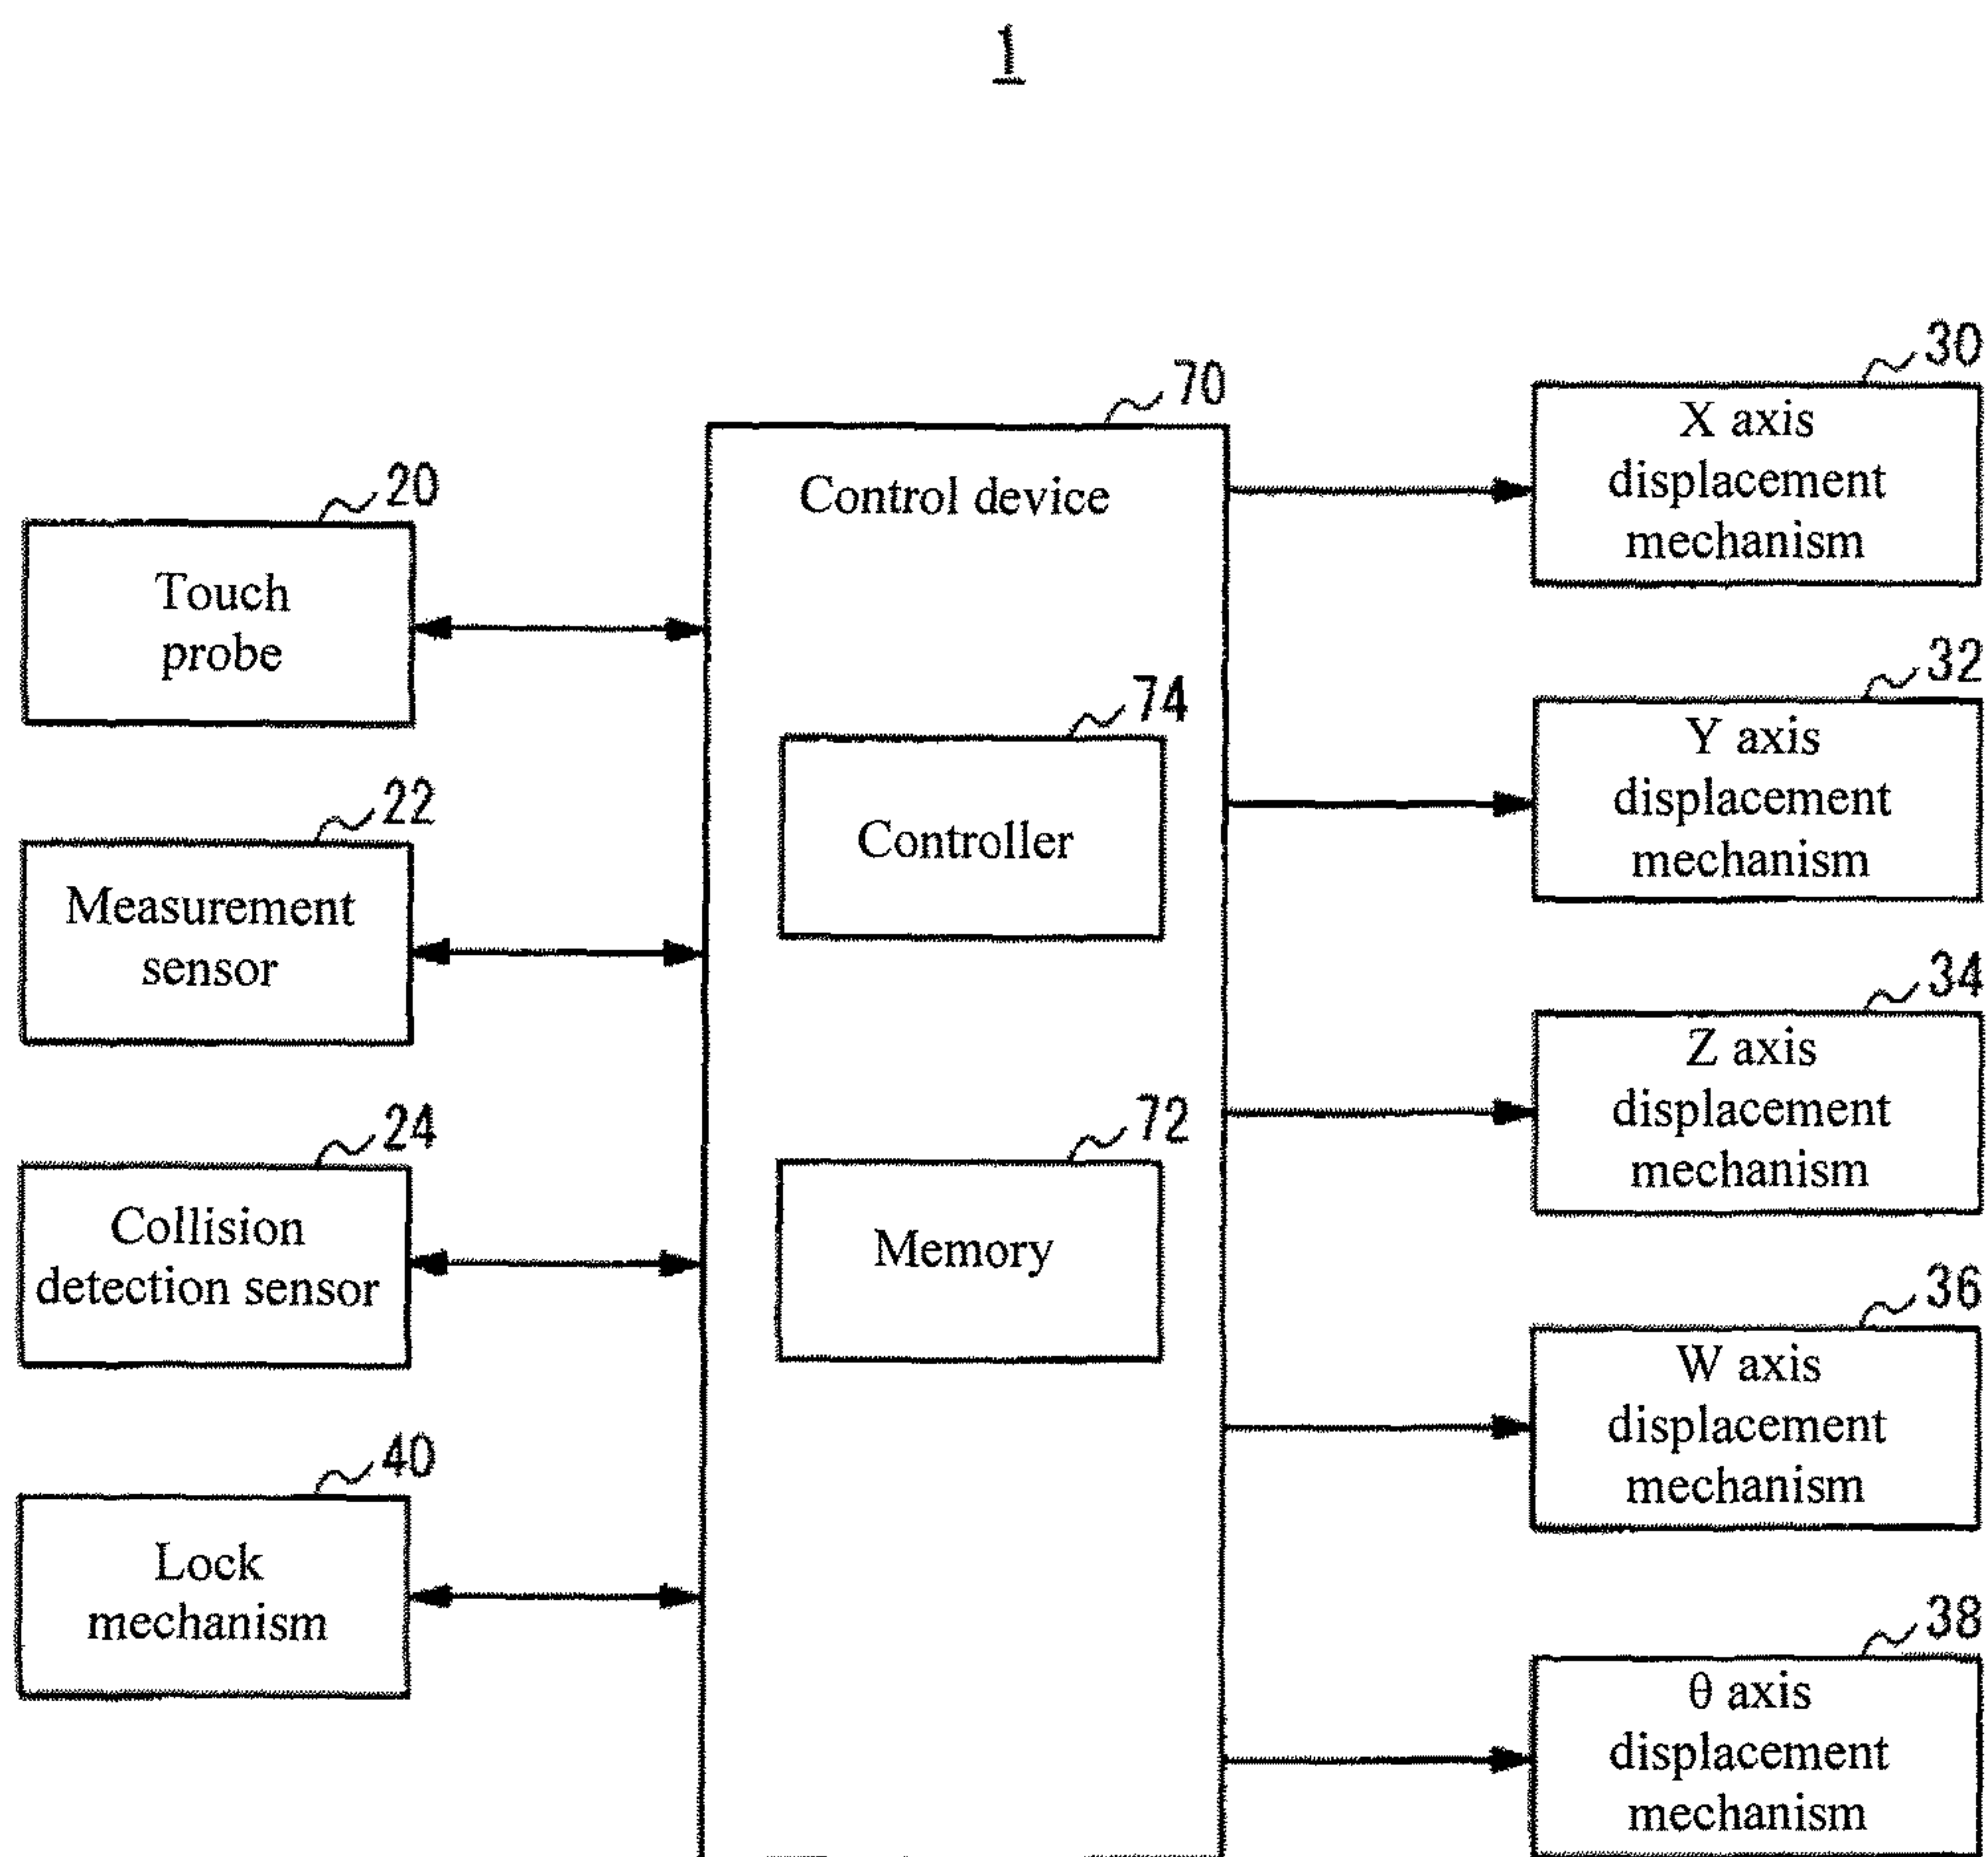 1
20
Touch
probe
22
Measurement
sensor
24
Collision
detection sensor
40
Lock
mechanism
70
Control device
74
Controller
72
Memory
30
X axis
displacement
mechanism
32
Y axis
displacement
mechanism
34
Z axis
displacement
mechanism
36
W axis
displacement
mechanism
38
θ axis
displacement
mechanism